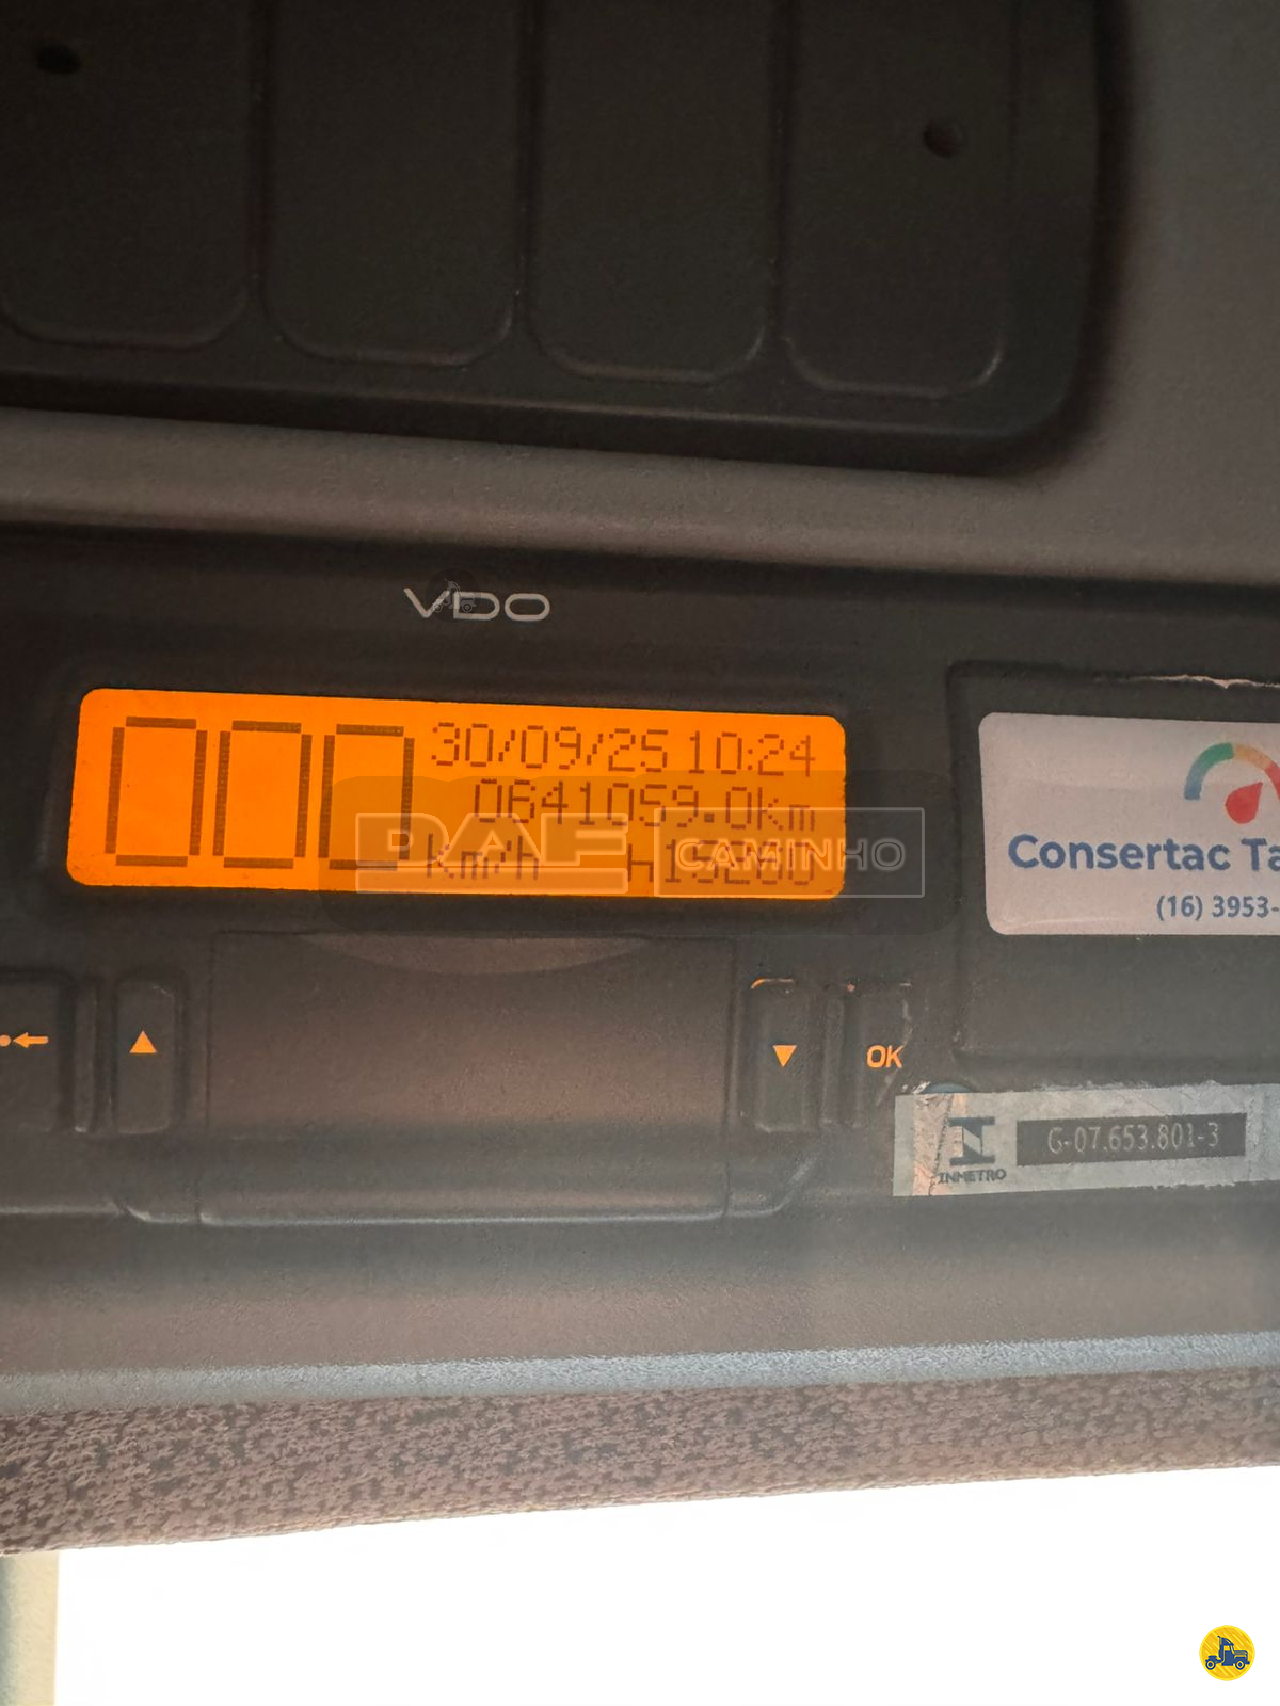 VDO
000
30/09/25 10:24
0641059.0km
km/h
DAF CAMINHO
Consertac Ta
(16) 3953-
OK
INMETRO
G-07.653.801-3